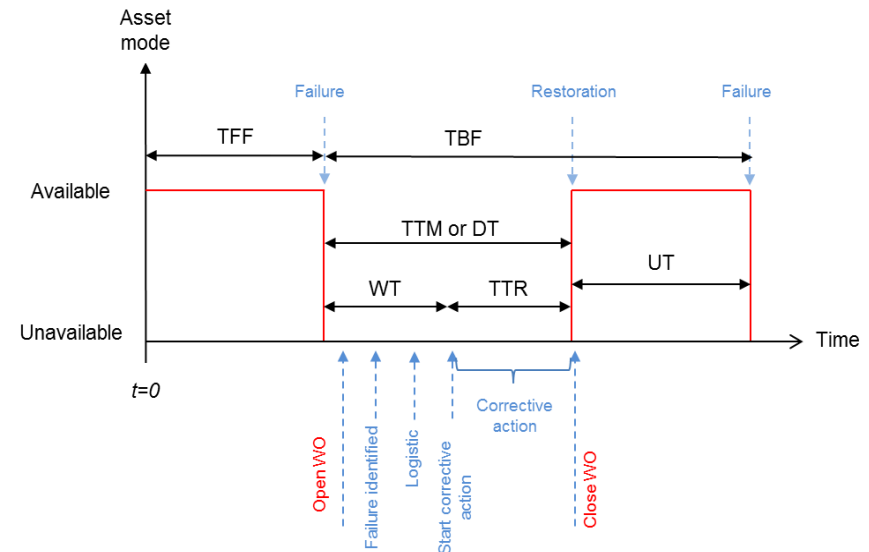 Asset
mode
Failure
Restoration
Failure
TFF
TBF
Available
TTM or DT
UT
WT
TTR
Unavailable
Time
t=0
Corrective
action
Open WO
Failure identified
Logistic
Start corrective
action
Close WO